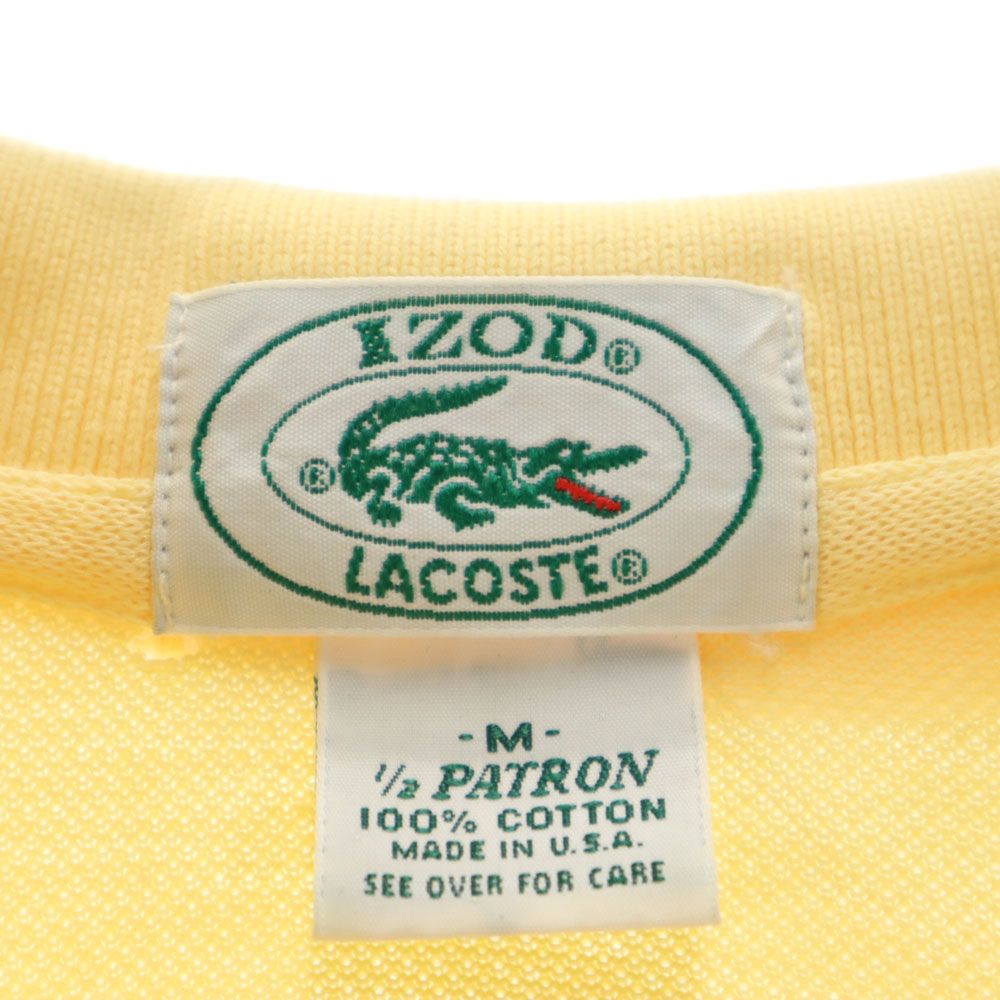 IZOD®
®
LACOSTE®
-M-
1/2 PATRON
100% COTTON
MADE IN U.S.A.
SEE OVER FOR CARE